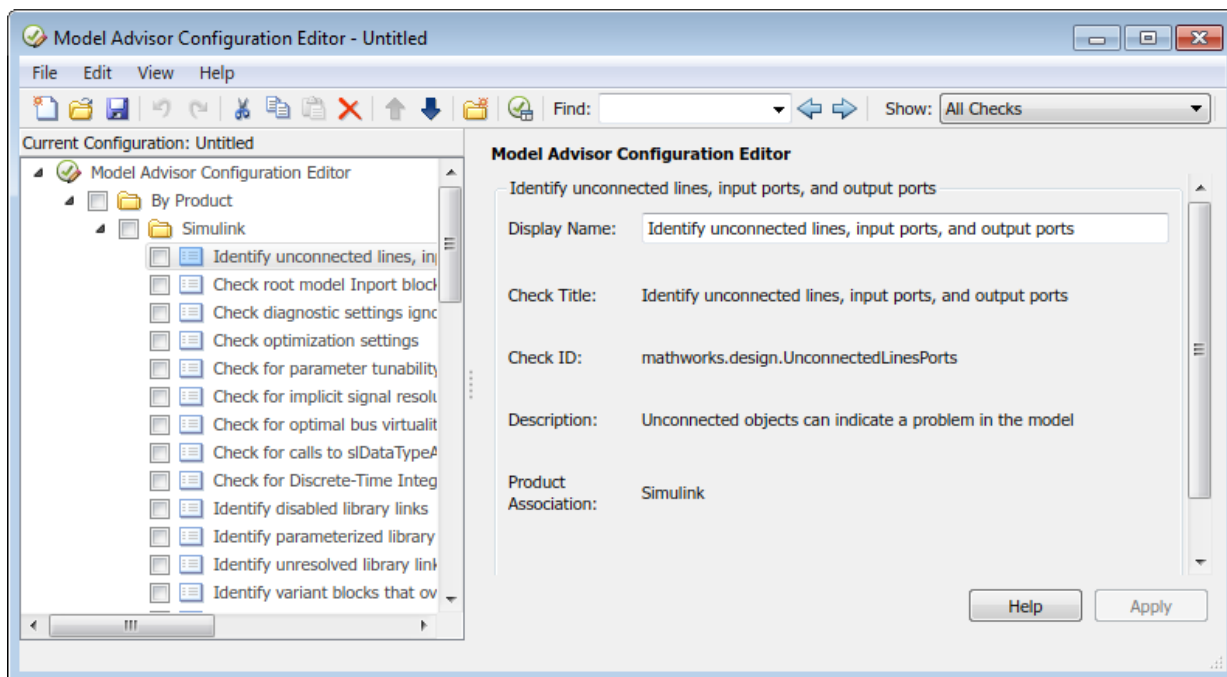 Model Advisor Configuration Editor - Untitled
File Edit View Help
Find: Show: All Checks
Current Configuration: Untitled
Model Advisor Configuration Editor
By Product
Simulink
Identify unconnected lines, in
Check root model Inport block
Check diagnostic settings igno
Check optimization settings
Check for parameter tunability
Check for implicit signal resolu
Check for optimal bus virtualit
Check for calls to slDataTypeA
Check for Discrete-Time Integ
Identify disabled library links
Identify parameterized library
Identify unresolved library link
Identify variant blocks that ov
Model Advisor Configuration Editor
Identify unconnected lines, input ports, and output ports
Display Name: Identify unconnected lines, input ports, and output ports
Check Title: Identify unconnected lines, input ports, and output ports
Check ID: mathworks.design.UnconnectedLinesPorts
Description: Unconnected objects can indicate a problem in the model
Product Association: Simulink
Help Apply